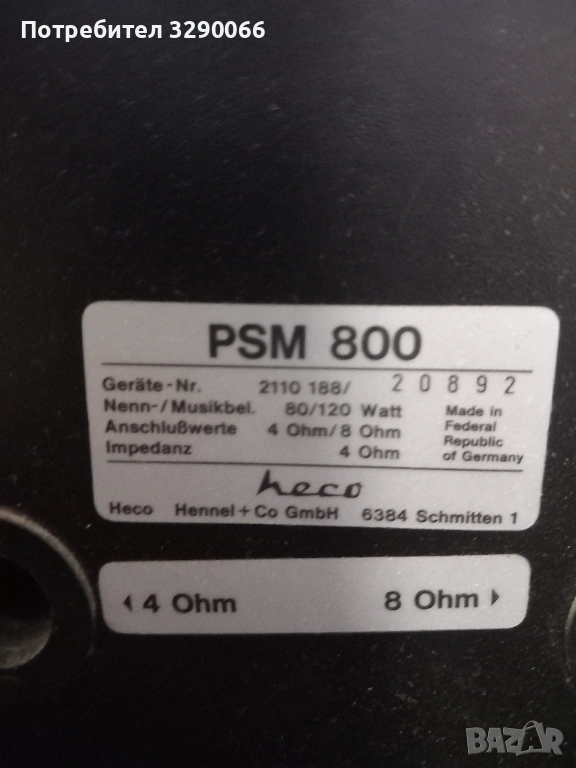 Потребител 3290066
PSM 800
Geräte-Nr. 2110 188/ 20892
Nenn-/Musikbel. 80/120 Watt
Anschlußwerte 4 Ohm/8 Ohm
Impedanz 4 Ohm
Made in
Federal
Republic
of Germany
heco
Heco Hennel+Co GmbH 6384 Schmitten 1
4 Ohm 8 Ohm
BAZAR